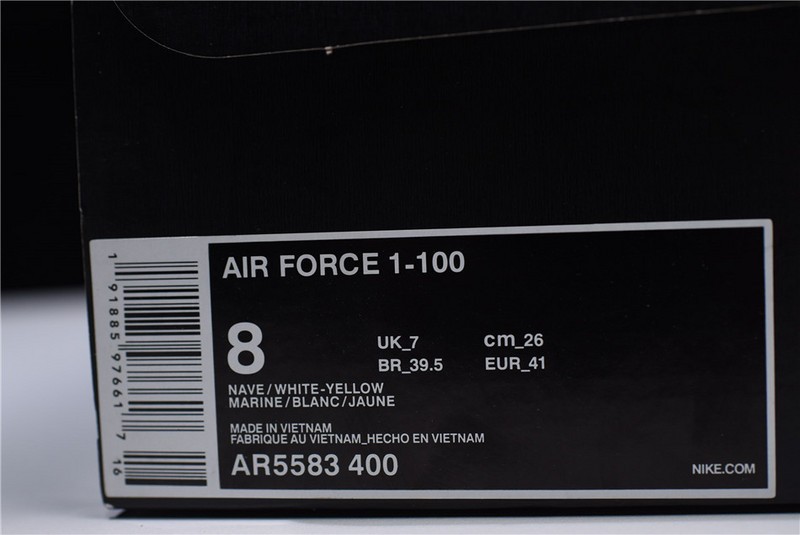 AIR FORCE 1-100
8
UK_7 cm_26
BR_39.5 EUR_41
NAVE/WHITE-YELLOW
MARINE/BLANC/JAUNE
MADE IN VIETNAM
FABRIQUE AU VIETNAM_HECHO EN VIETNAM
AR5583 400
NIKE.COM
1 91885 97661 7 16